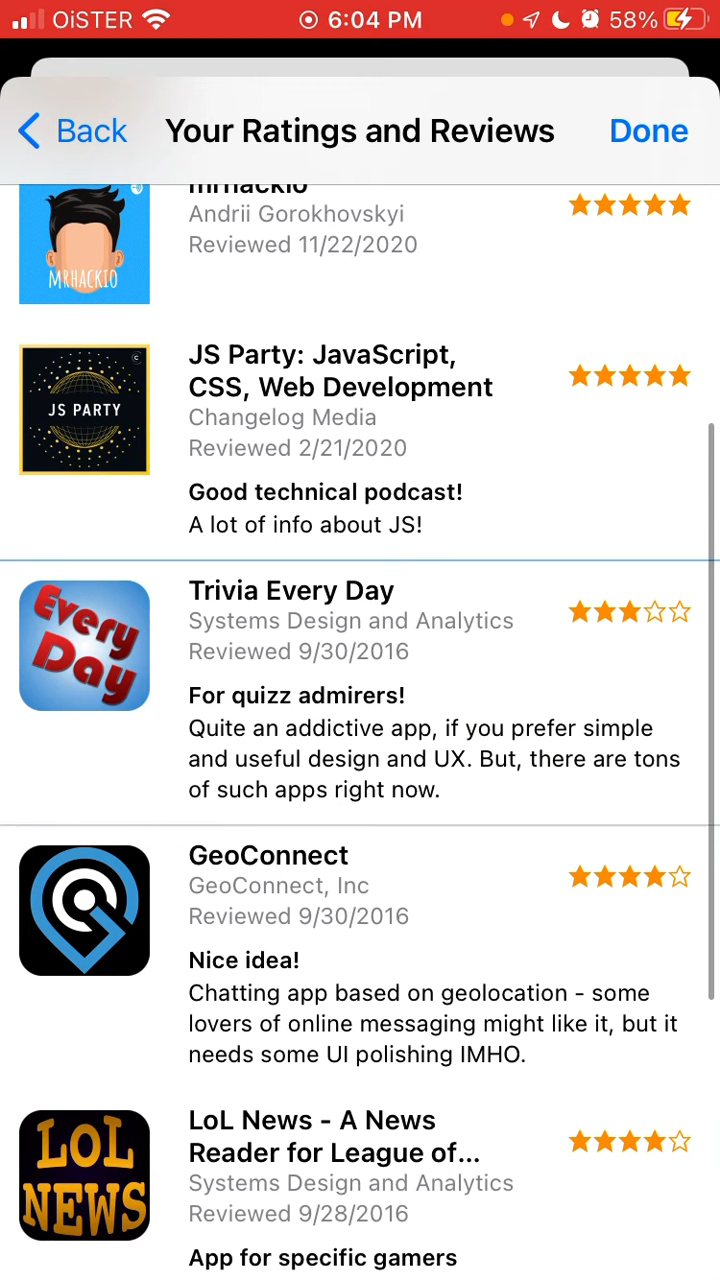 OiSTER 6:04 PM 58%
Back Your Ratings and Reviews Done
mrhackio
Andrii Gorokhovskyi
Reviewed 11/22/2020
MRHACKIO
JS Party: JavaScript,
CSS, Web Development
Changelog Media
Reviewed 2/21/2020
JS PARTY
Good technical podcast!
A lot of info about JS!
Trivia Every Day
Systems Design and Analytics
Reviewed 9/30/2016
Every
Day
For quizz admirers!
Quite an addictive app, if you prefer simple
and useful design and UX. But, there are tons
of such apps right now.
GeoConnect
GeoConnect, Inc
Reviewed 9/30/2016
Nice idea!
Chatting app based on geolocation - some
lovers of online messaging might like it, but it
needs some UI polishing IMHO.
LoL News - A News
Reader for League of...
Systems Design and Analytics
Reviewed 9/28/2016
LOL
NEWS
App for specific gamers